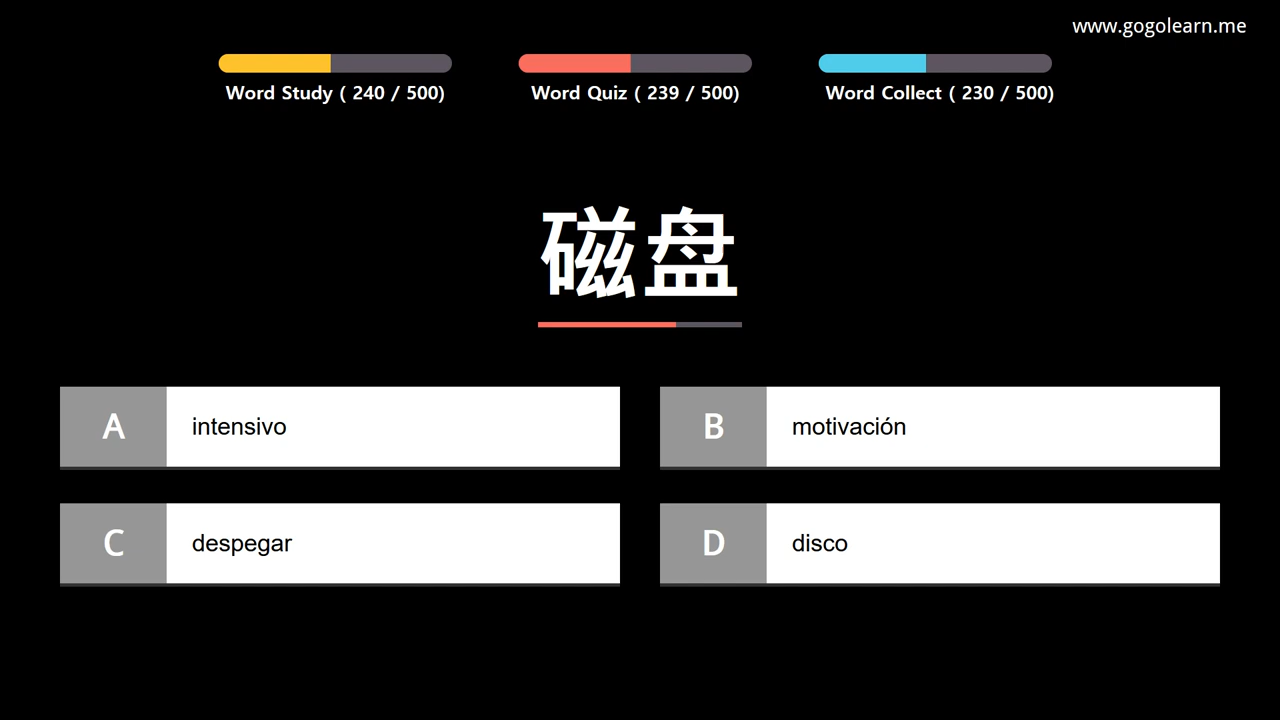 www.gogolearn.me
Word Study ( 240 / 500)
Word Quiz ( 239 / 500)
Word Collect ( 230 / 500)
磁盘
A intensivo
B motivación
C despegar
D disco